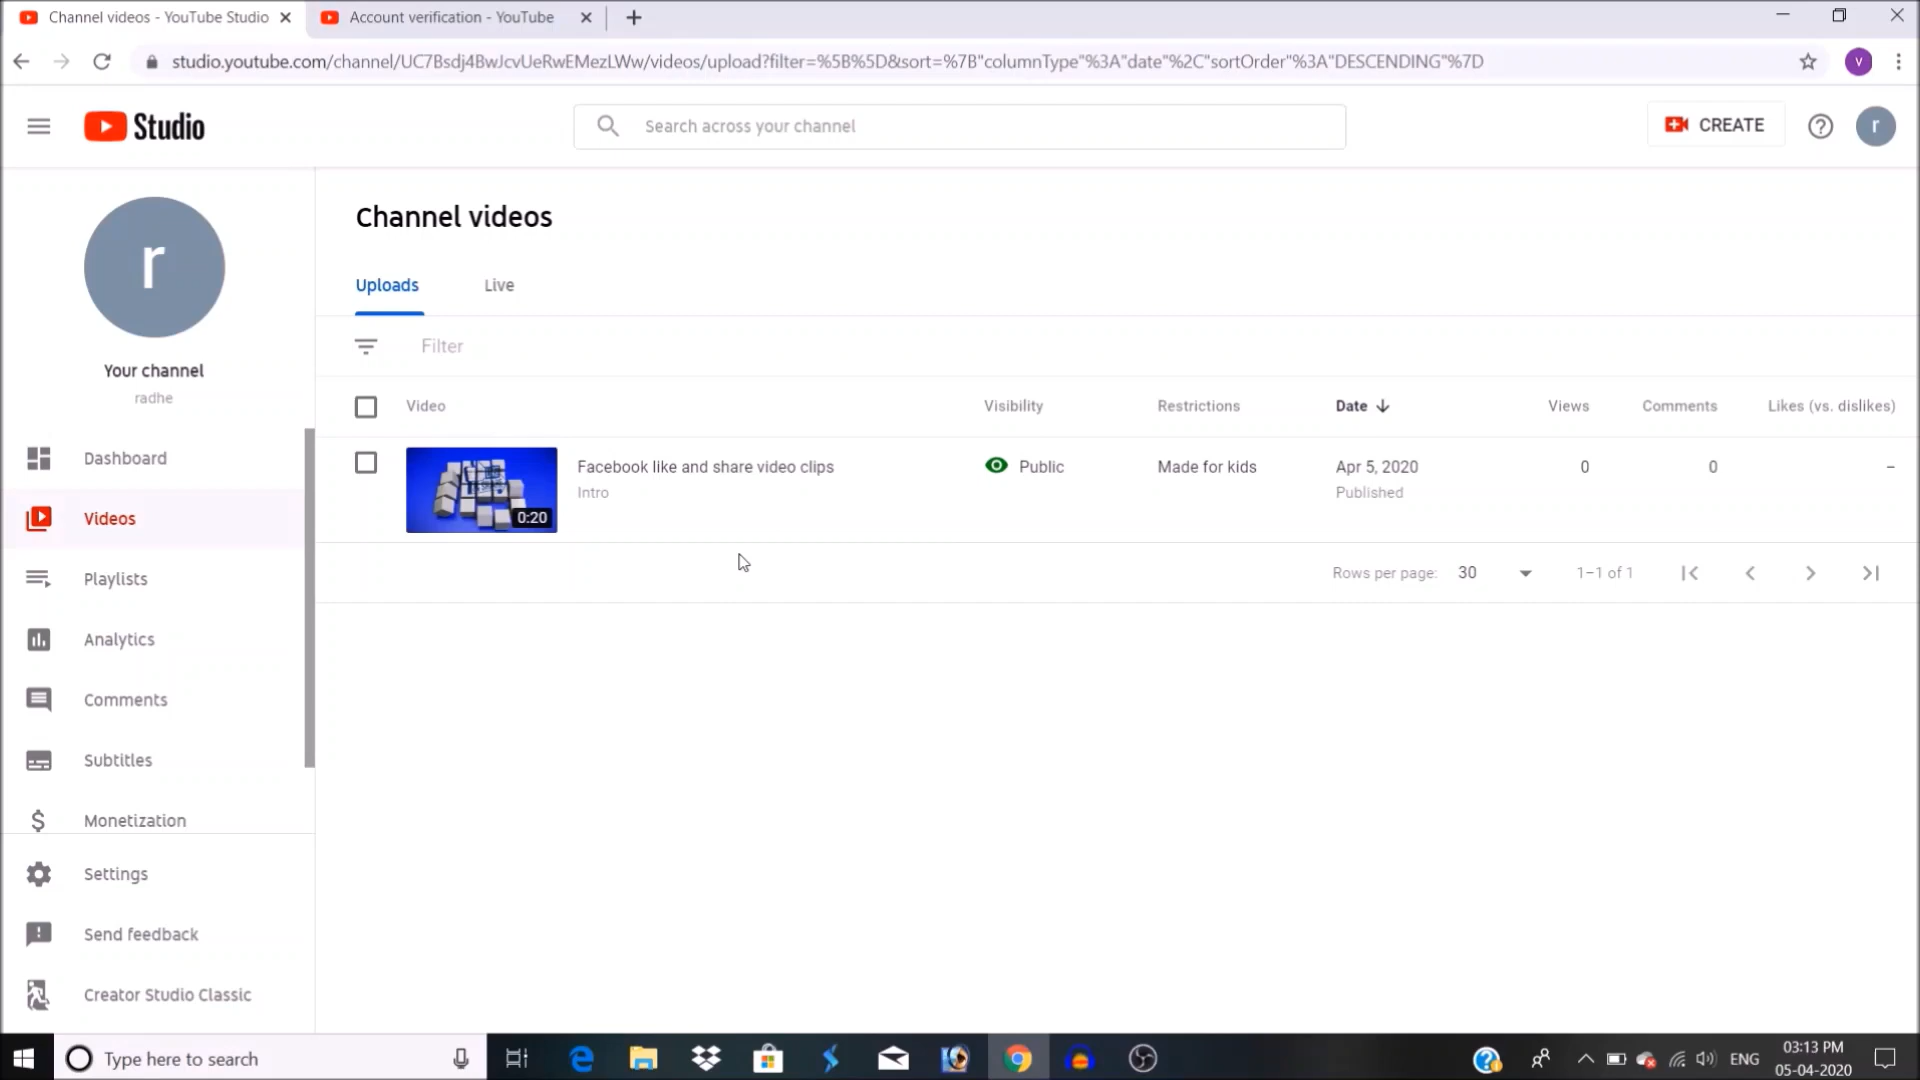 Channel videos - YouTube Studio
Account verification - YouTube
studio.youtube.com/channel/UC7Bsdj4BwJcvUeRwEMezLWw/videos/upload?filter=%5B%5D&sort=%7B"columnType"%3A"date"%2C"sortOrder"%3A"DESCENDING"%7D
V
Studio
Search across your channel
CREATE
r
r
Your channel
radhe
Dashboard
Videos
Playlists
Analytics
Comments
Subtitles
Monetization
Settings
Send feedback
Creator Studio Classic
Channel videos
Uploads Live
Filter
Video Visibility Restrictions Date Views Comments Likes (vs. dislikes)
Facebook like and share video clips Public Made for kids Apr 5, 2020 0 0 –
Intro Published
0:20
Rows per page: 30 1–1 of 1
Type here to search
ENG
03:13 PM
05-04-2020